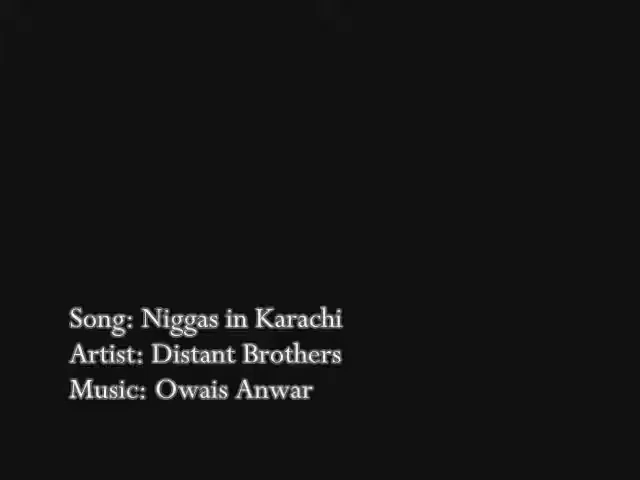 Song: Niggas in Karachi
Artist: Distant Brothers
Music: Owais Anwar